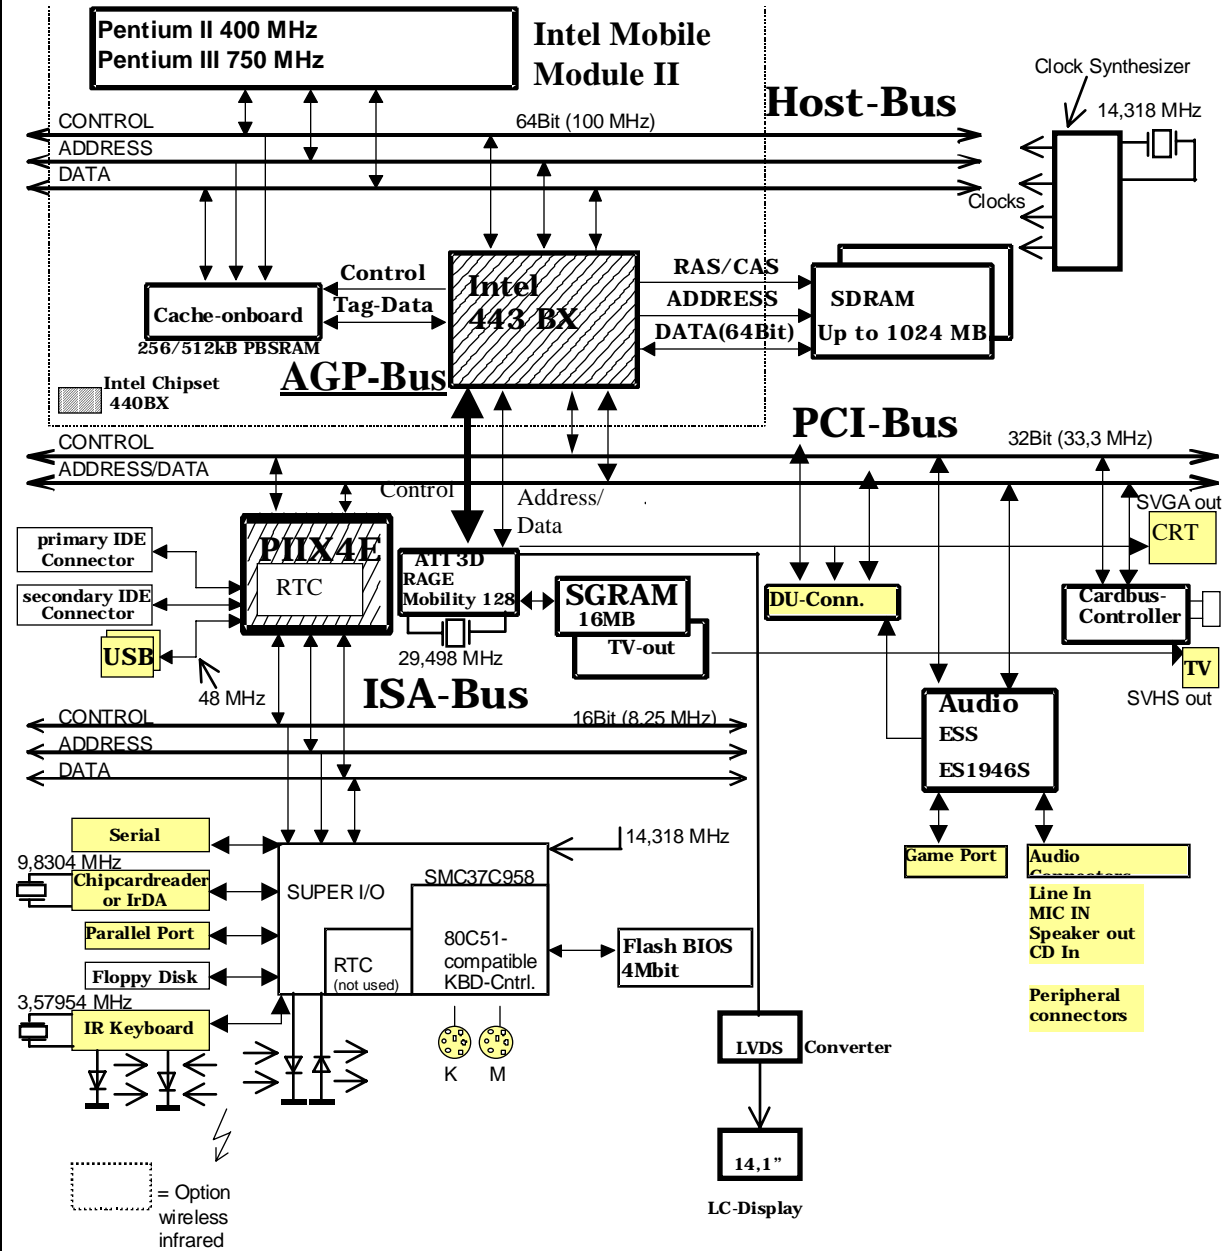 Pentium II 400 MHz
Pentium III 750 MHz
Intel Mobile
Module II
Host-Bus
Clock Synthesizer
14,318 MHz
CONTROL
64Bit (100 MHz)
ADDRESS
DATA
Clocks
Control
Tag-Data
Intel
443 BX
RAS/CAS
ADDRESS
DATA(64Bit)
SDRAM
Up to 1024 MB
Cache-onboard
256/512kB PBSRAM
AGP-Bus
Intel Chipset
440BX
PCI-Bus
CONTROL
32Bit (33,3 MHz)
ADDRESS/DATA
Control
Address/
Data
SVGA out
CRT
primary IDE
Connector
secondary IDE
Connector
USB
48 MHz
PIIX4E
RTC
ATI 3D
RAGE
Mobility 128
29,498 MHz
SGRAM
16MB
TV-out
DU-Conn.
Cardbus-
Controller
TV
SVHS out
ISA-Bus
CONTROL
16Bit (8,25 MHz)
ADDRESS
DATA
Audio
ESS
ES1946S
Serial
9,8304 MHz
Chipcardreader
or IrDA
Parallel Port
Floppy Disk
3,57954 MHz
IR Keyboard
14,318 MHz
SUPER I/O
SMC37C958
RTC
(not used)
80C51-
compatible
KBD-Cntrl.
Flash BIOS
4Mbit
K
M
Game Port
Audio
Connectors
Line In
MIC IN
Speaker out
CD In
Peripheral
connectors
LVDS
Converter
14,1”
LC-Display
= Option
wireless
infrared